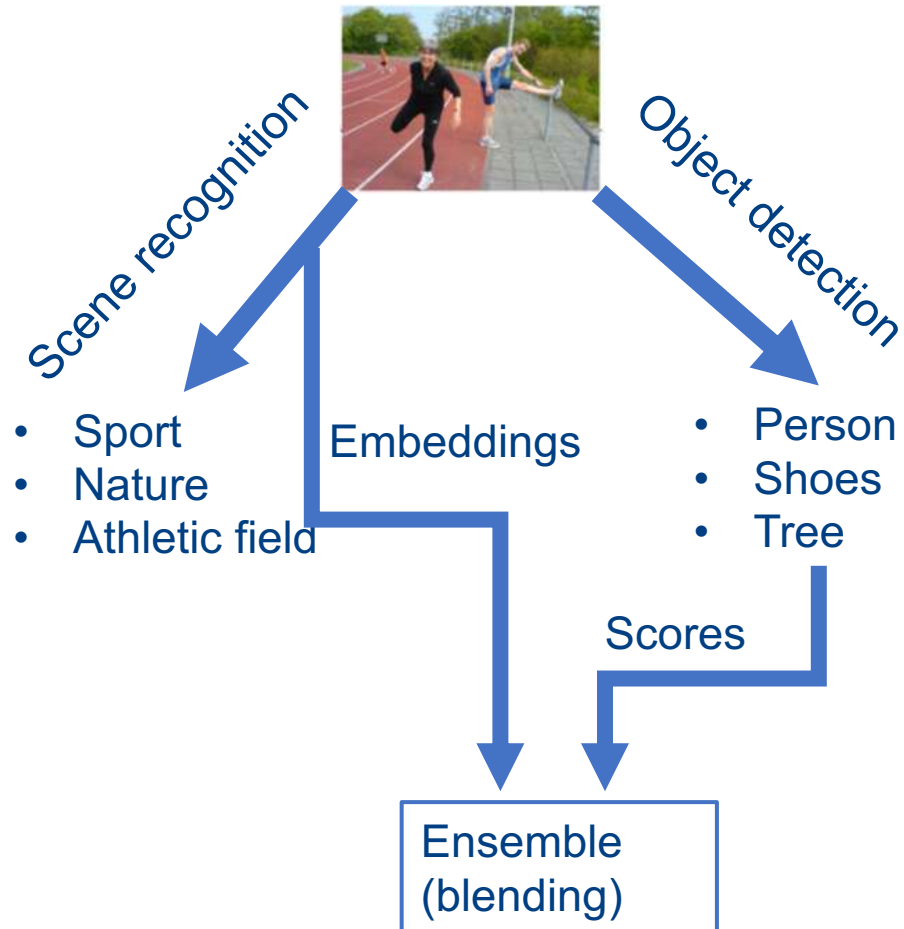 Scene recognition
Object detection
• Sport
• Nature
• Athletic field
Embeddings
• Person
• Shoes
• Tree
Scores
Ensemble
(blending)